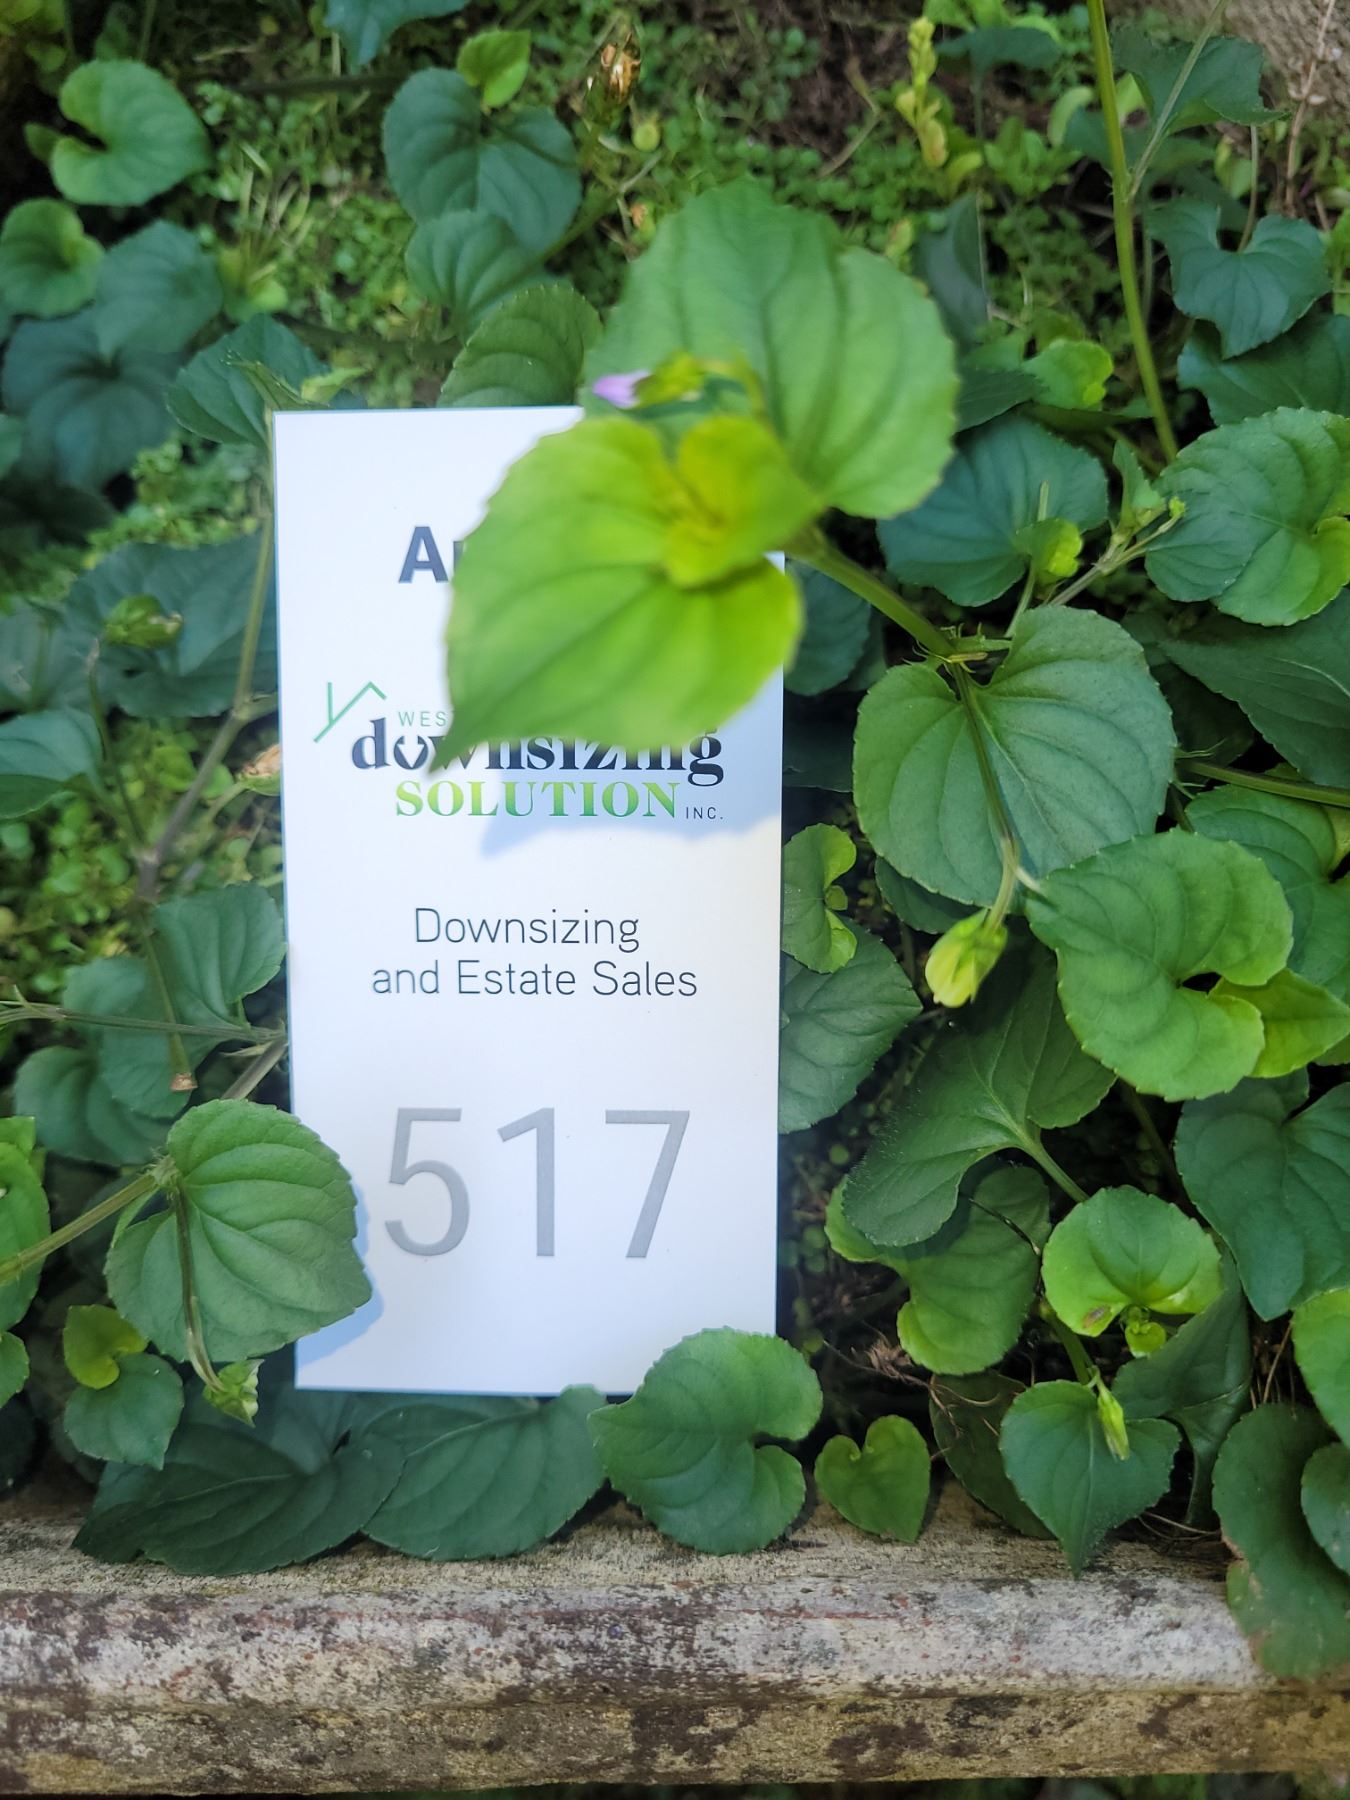 downsizing
SOLUTION INC.
Downsizing
and Estate Sales
517